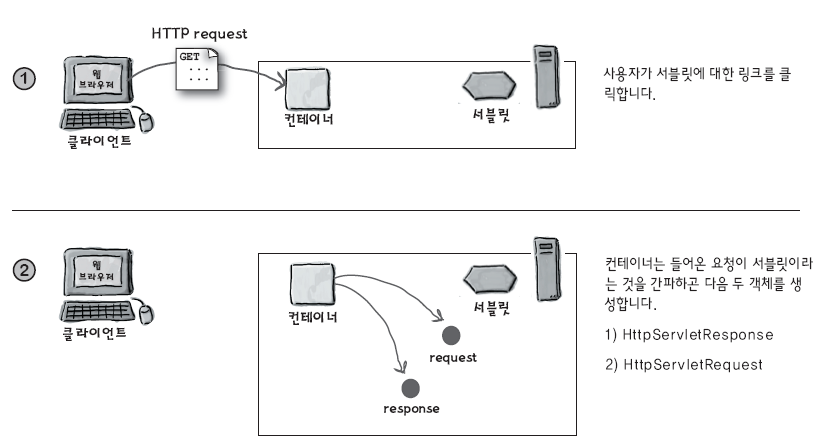 HTTP request
1
GET
웹
브라우저
클라이언트
컨테이너
서블릿
사용자가 서블릿에 대한 링크를 클
릭합니다.
2
웹
브라우저
클라이언트
컨테이너
서블릿
request
response
컨테이너는 들어온 요청이 서블릿이라
는 것을 간파하곤 다음 두 객체를 생
성합니다.
1) HttpServletResponse
2) HttpServletRequest